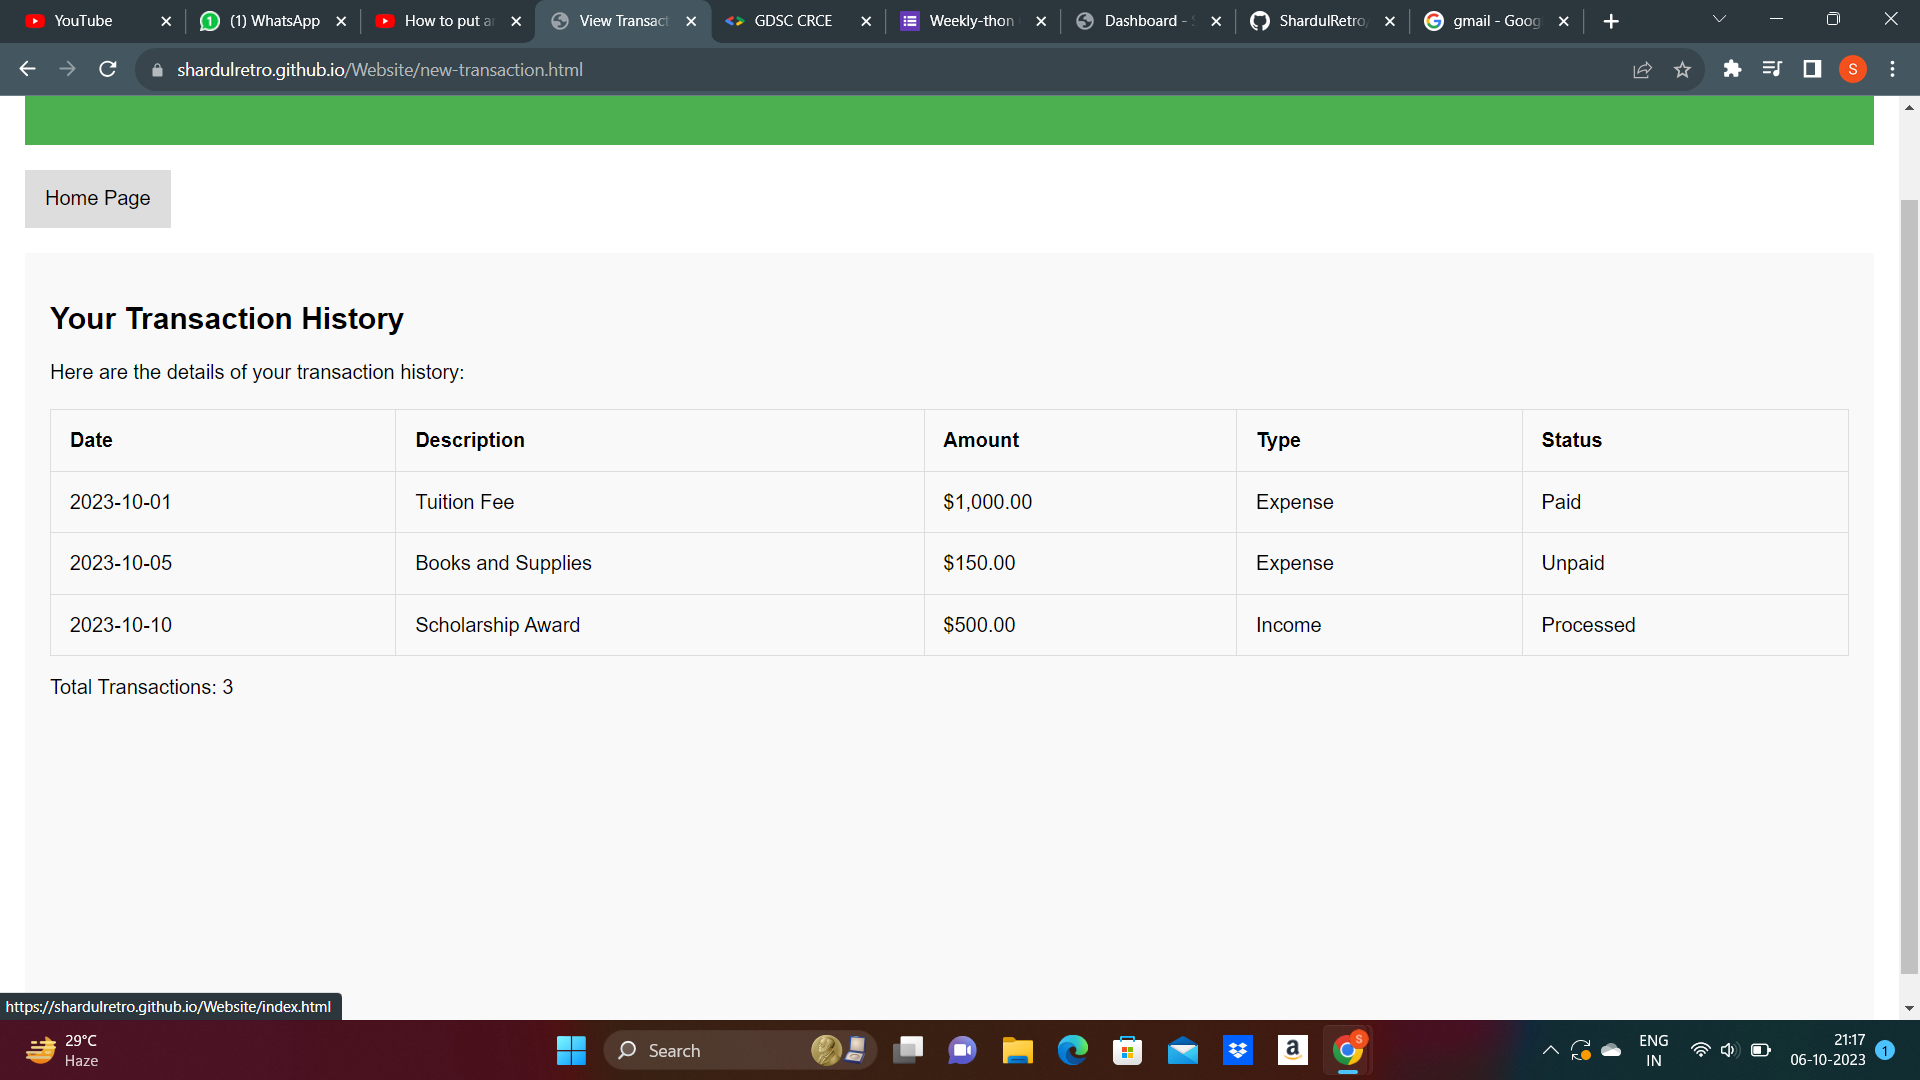 YouTube
(1) WhatsApp
How to put a
View Transact
GDSC CRCE
Weekly-thon
Dashboard -
ShardulRetro
gmail - Goog
shardulretro.github.io/Website/new-transaction.html
S
Home Page
Your Transaction History
Here are the details of your transaction history:
Date Description Amount Type Status
2023-10-01 Tuition Fee $1,000.00 Expense Paid
2023-10-05 Books and Supplies $150.00 Expense Unpaid
2023-10-10 Scholarship Award $500.00 Income Processed
Total Transactions: 3
https://shardulretro.github.io/Website/index.html
29°C
Haze
Search
ENG
IN
21:17
06-10-2023
1